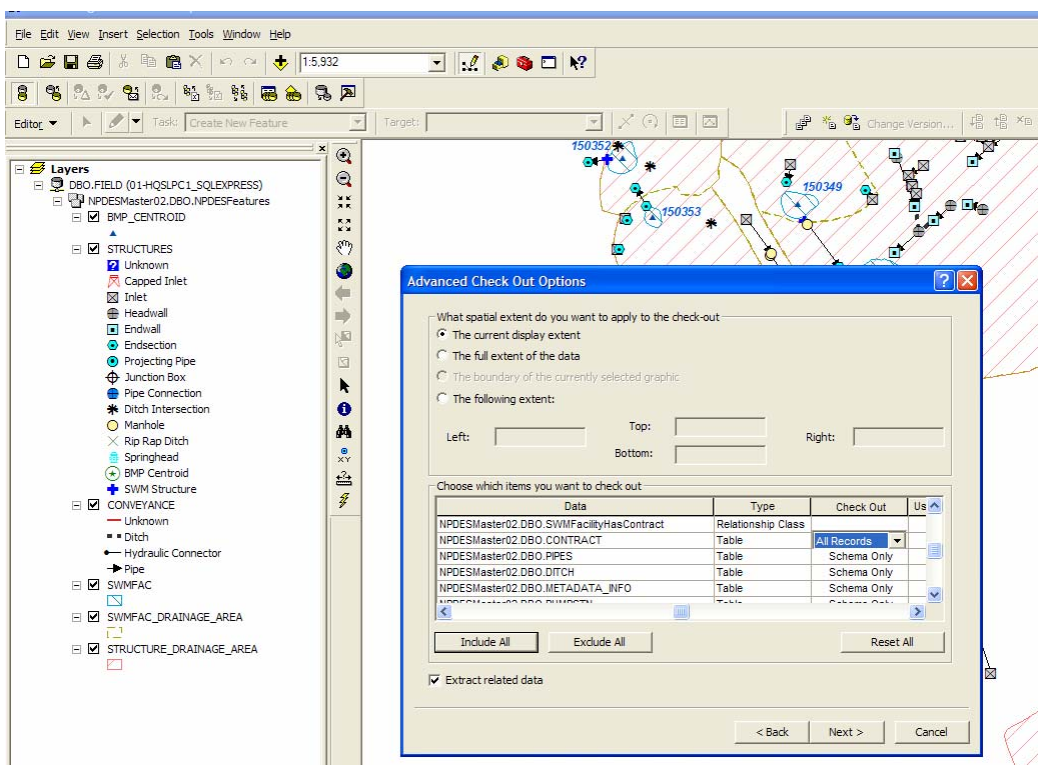 File Edit View Insert Selection Tools Window Help
1:5,932
Editor Task: Create New Feature Target: Change Version...
Layers
DBO.FIELD (01-HQSLPC1_SQLEXPRESS)
NPDESMaster02.DBO.NPDESFeatures
BMP_CENTROID
STRUCTURES
Unknown
Capped Inlet
Inlet
Headwall
Endwall
Endsection
Projecting Pipe
Junction Box
Pipe Connection
Ditch Intersection
Manhole
Rip Rap Ditch
Springhead
BMP Centroid
SWM Structure
CONVEYANCE
Unknown
Ditch
Hydraulic Connector
Pipe
SWMFAC
SWMFAC_DRAINAGE_AREA
STRUCTURE_DRAINAGE_AREA
XY
150352
150349
150353
Advanced Check Out Options
What spatial extent do you want to apply to the check-out
The current display extent
The full extent of the data
The boundary of the currently selected graphic
The following extent:
Top:
Left: Right:
Bottom:
Choose which items you want to check out
Data Type Check Out Us
NPDESMaster02.DBO.SWMFacilityHasContract Relationship Class
NPDESMaster02.DBO.CONTRACT Table All Records
NPDESMaster02.DBO.PIPES Table Schema Only
NPDESMaster02.DBO.DITCH Table Schema Only
NPDESMaster02.DBO.METADATA_INFO Table Schema Only
NPDESMaster02.DBO.PUMPSTN Table Schema Only
Include All Exclude All Reset All
Extract related data
< Back Next > Cancel